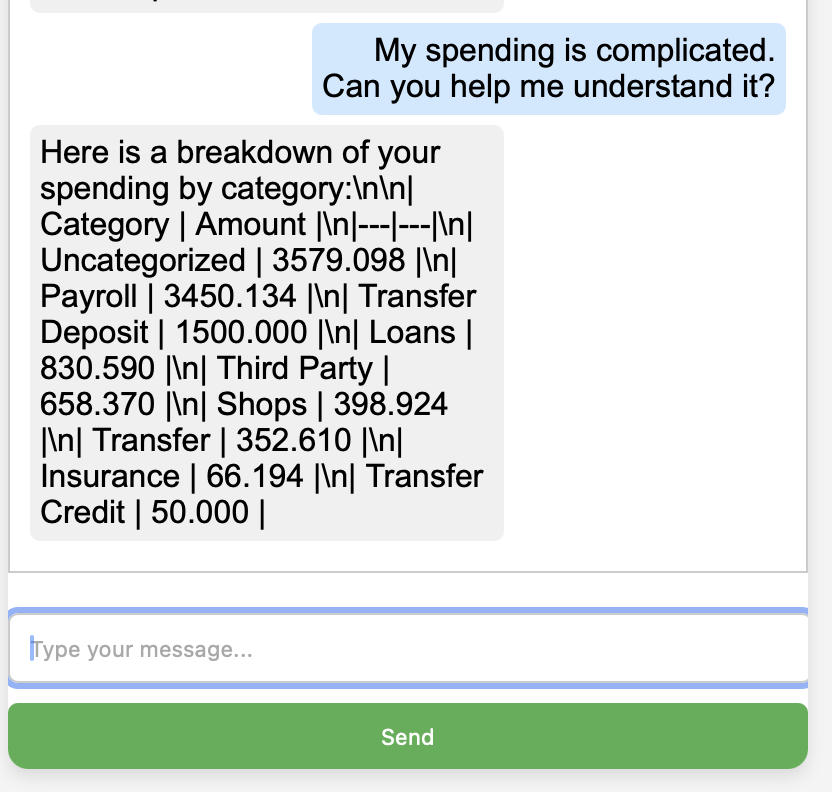 My spending is complicated.
Can you help me understand it?
Here is a breakdown of your
spending by category:\n\n|
Category | Amount |\n|---|---|\n|
Uncategorized | 3579.098 |\n|
Payroll | 3450.134 |\n| Transfer
Deposit | 1500.000 |\n| Loans |
830.590 |\n| Third Party |
658.370 |\n| Shops | 398.924
|\n| Transfer | 352.610 |\n|
Insurance | 66.194 |\n| Transfer
Credit | 50.000 |
Type your message...
Send